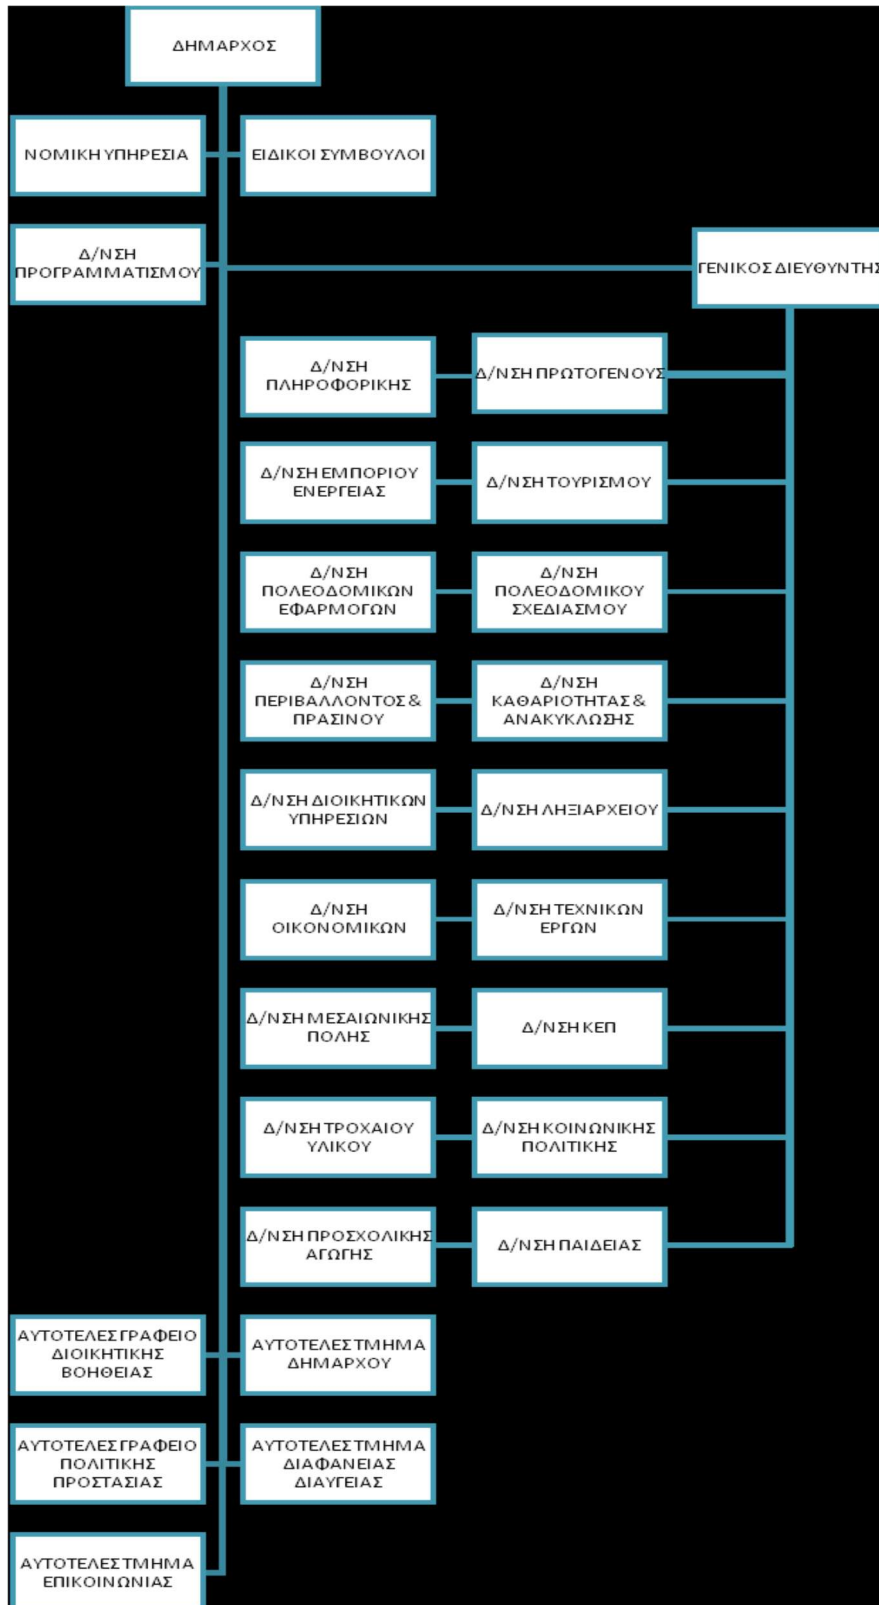 ΔΗΜΑΡΧΟΣ
ΝΟΜΙΚΗ ΥΠΗΡΕΣΙΑ
ΕΙΔΙΚΟΙ ΣΥΜΒΟΥΛΟΙ
Δ/ΝΣΗ
ΠΡΟΓΡΑΜΜΑΤΙΣΜΟΥ
ΓΕΝΙΚΟΣ ΔΙΕΥΘΥΝΤΗΣ
Δ/ΝΣΗ
ΠΛΗΡΟΦΟΡΙΚΗΣ
Δ/ΝΣΗ ΠΡΩΤΟΓΕΝΟΥΣ
Δ/ΝΣΗ ΕΜΠΟΡΙΟΥ
ΕΝΕΡΓΕΙΑΣ
Δ/ΝΣΗ ΤΟΥΡΙΣΜΟΥ
Δ/ΝΣΗ
ΠΟΛΕΟΔΟΜΙΚΩΝ
ΕΦΑΡΜΟΓΩΝ
Δ/ΝΣΗ
ΠΟΛΕΟΔΟΜΙΚΟΥ
ΣΧΕΔΙΑΣΜΟΥ
Δ/ΝΣΗ
ΠΕΡΙΒΑΛΛΟΝΤΟΣ &
ΠΡΑΣΙΝΟΥ
Δ/ΝΣΗ
ΚΑΘΑΡΙΟΤΗΤΑΣ &
ΑΝΑΚΥΚΛΩΣΗΣ
Δ/ΝΣΗ ΔΙΟΙΚΗΤΙΚΩΝ
ΥΠΗΡΕΣΙΩΝ
Δ/ΝΣΗ ΛΗΞΙΑΡΧΕΙΟΥ
Δ/ΝΣΗ
ΟΙΚΟΝΟΜΙΚΩΝ
Δ/ΝΣΗ ΤΕΧΝΙΚΩΝ
ΕΡΓΩΝ
Δ/ΝΣΗ ΜΕΣΑΙΩΝΙΚΗΣ
ΠΟΛΗΣ
Δ/ΝΣΗ ΚΕΠ
Δ/ΝΣΗ ΤΡΟΧΑΙΟΥ
ΥΛΙΚΟΥ
Δ/ΝΣΗ ΚΟΙΝΩΝΙΚΗΣ
ΠΟΛΙΤΙΚΗΣ
Δ/ΝΣΗ ΠΡΟΣΧΟΛΙΚΗΣ
ΑΓΩΓΗΣ
Δ/ΝΣΗ ΠΑΙΔΕΙΑΣ
ΑΥΤΟΤΕΛΕΣ ΓΡΑΦΕΙΟ
ΔΙΟΙΚΗΤΙΚΗΣ
ΒΟΗΘΕΙΑΣ
ΑΥΤΟΤΕΛΕΣ ΤΜΗΜΑ
ΔΗΜΑΡΧΟΥ
ΑΥΤΟΤΕΛΕΣ ΓΡΑΦΕΙΟ
ΠΟΛΙΤΙΚΗΣ
ΠΡΟΣΤΑΣΙΑΣ
ΑΥΤΟΤΕΛΕΣ ΤΜΗΜΑ
ΔΙΑΦΑΝΕΙΑΣ
ΔΙΑΥΓΕΙΑΣ
ΑΥΤΟΤΕΛΕΣ ΤΜΗΜΑ
ΕΠΙΚΟΙΝΩΝΙΑΣ